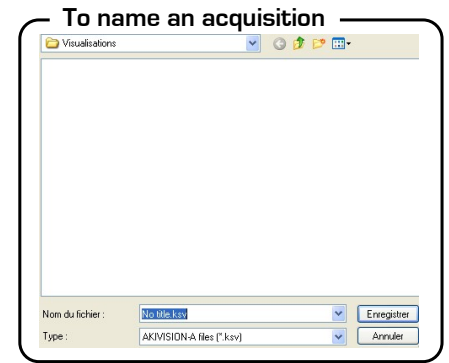 To name an acquisition
Visualisations
Nom du fichier :
No title.ksv
Enregistrer
Type :
AKIVISION-A files (*.ksv)
Annuler